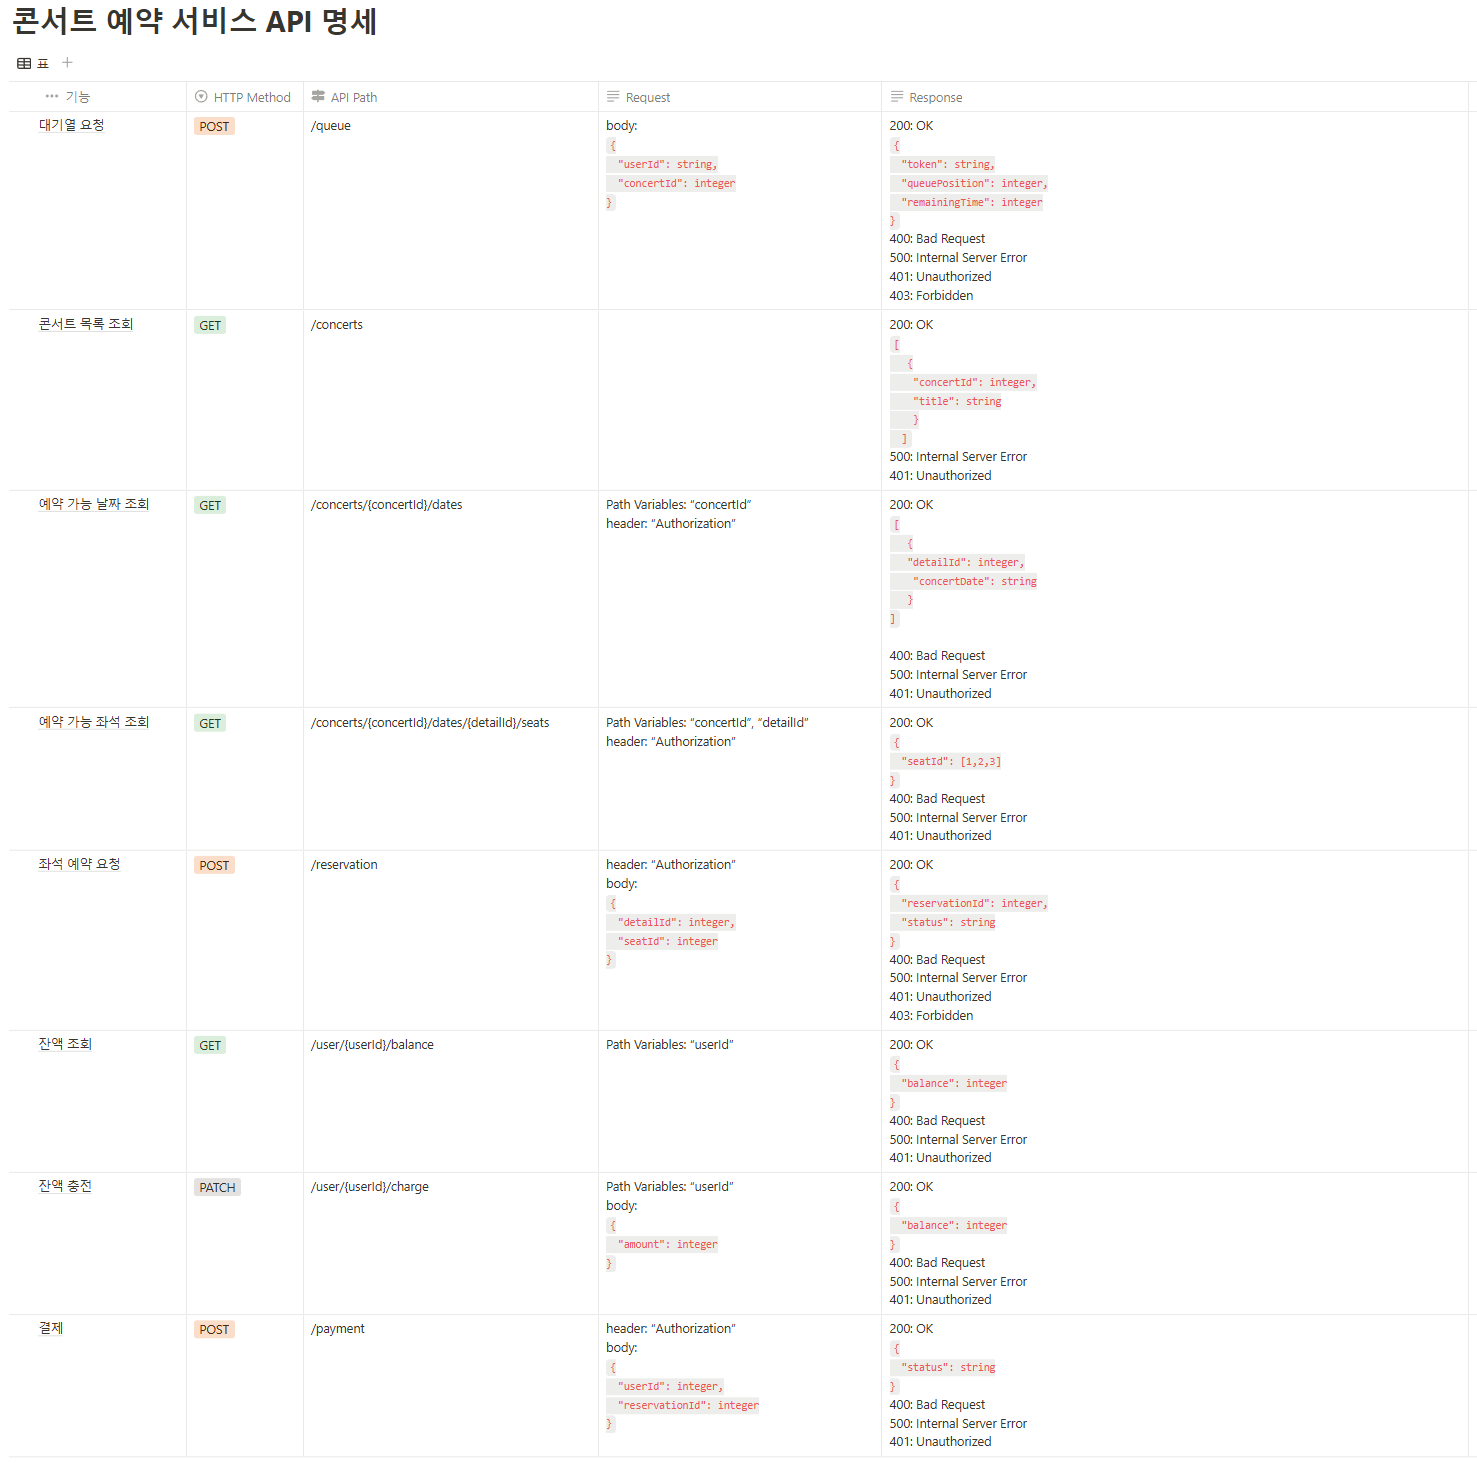 콘서트 예약 서비스 API 명세
표
기능 HTTP Method API Path Request Response
대기열 요청 POST /queue body: 200: OK
{ {
"userId": string, "token": string,
"concertId": integer "queuePosition": integer,
} "remainingTime": integer
}
400: Bad Request
500: Internal Server Error
401: Unauthorized
403: Forbidden
콘서트 목록 조회 GET /concerts 200: OK
[
{
"concertId": integer,
"title": string
}
]
500: Internal Server Error
401: Unauthorized
예약 가능 날짜 조회 GET /concerts/{concertId}/dates Path Variables: “concertId” 200: OK
header: “Authorization” [
{
"detailId": integer,
"concertDate": string
}
]
400: Bad Request
500: Internal Server Error
401: Unauthorized
예약 가능 좌석 조회 GET /concerts/{concertId}/dates/{detailId}/seats Path Variables: “concertId”, “detailId” 200: OK
header: “Authorization” {
"seatId": [1,2,3]
}
400: Bad Request
500: Internal Server Error
401: Unauthorized
좌석 예약 요청 POST /reservation header: “Authorization” 200: OK
body: {
{ "reservationId": integer,
"detailId": integer, "status": string
"seatId": integer }
} 400: Bad Request
500: Internal Server Error
401: Unauthorized
403: Forbidden
잔액 조회 GET /user/{userId}/balance Path Variables: “userId” 200: OK
{
"balance": integer
}
400: Bad Request
500: Internal Server Error
401: Unauthorized
잔액 충전 PATCH /user/{userId}/charge Path Variables: “userId” 200: OK
body: {
{ "balance": integer
"amount": integer }
} 400: Bad Request
500: Internal Server Error
401: Unauthorized
결제 POST /payment header: “Authorization” 200: OK
body: {
{ "status": string
"userId": integer, }
"reservationId": integer 400: Bad Request
} 500: Internal Server Error
401: Unauthorized